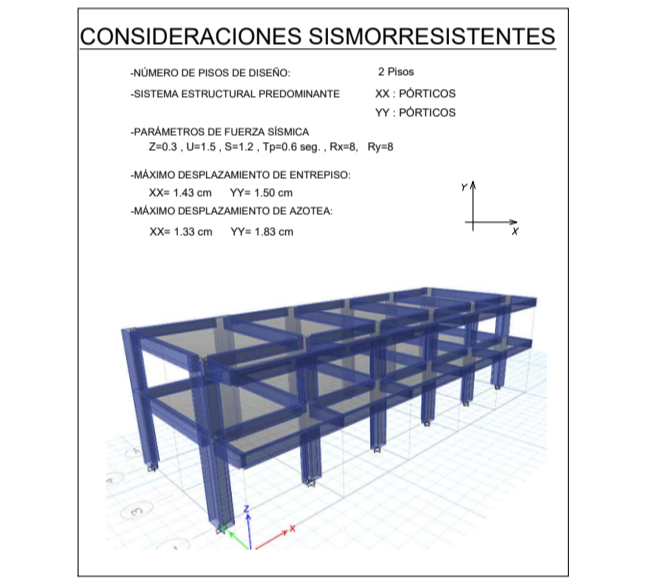 CONSIDERACIONES SISMORRESISTENTES
-NÚMERO DE PISOS DE DISEÑO: 2 Pisos
-SISTEMA ESTRUCTURAL PREDOMINANTE XX : PÓRTICOS
YY : PÓRTICOS
-PARÁMETROS DE FUERZA SÍSMICA
Z=0.3 , U=1.5 , S=1.2 , Tp=0.6 seg. , Rx=8, Ry=8
-MÁXIMO DESPLAZAMIENTO DE ENTREPISO:
XX= 1.43 cm YY= 1.50 cm
-MÁXIMO DESPLAZAMIENTO DE AZOTEA:
XX= 1.33 cm YY= 1.83 cm
Y
X
3
Z
X